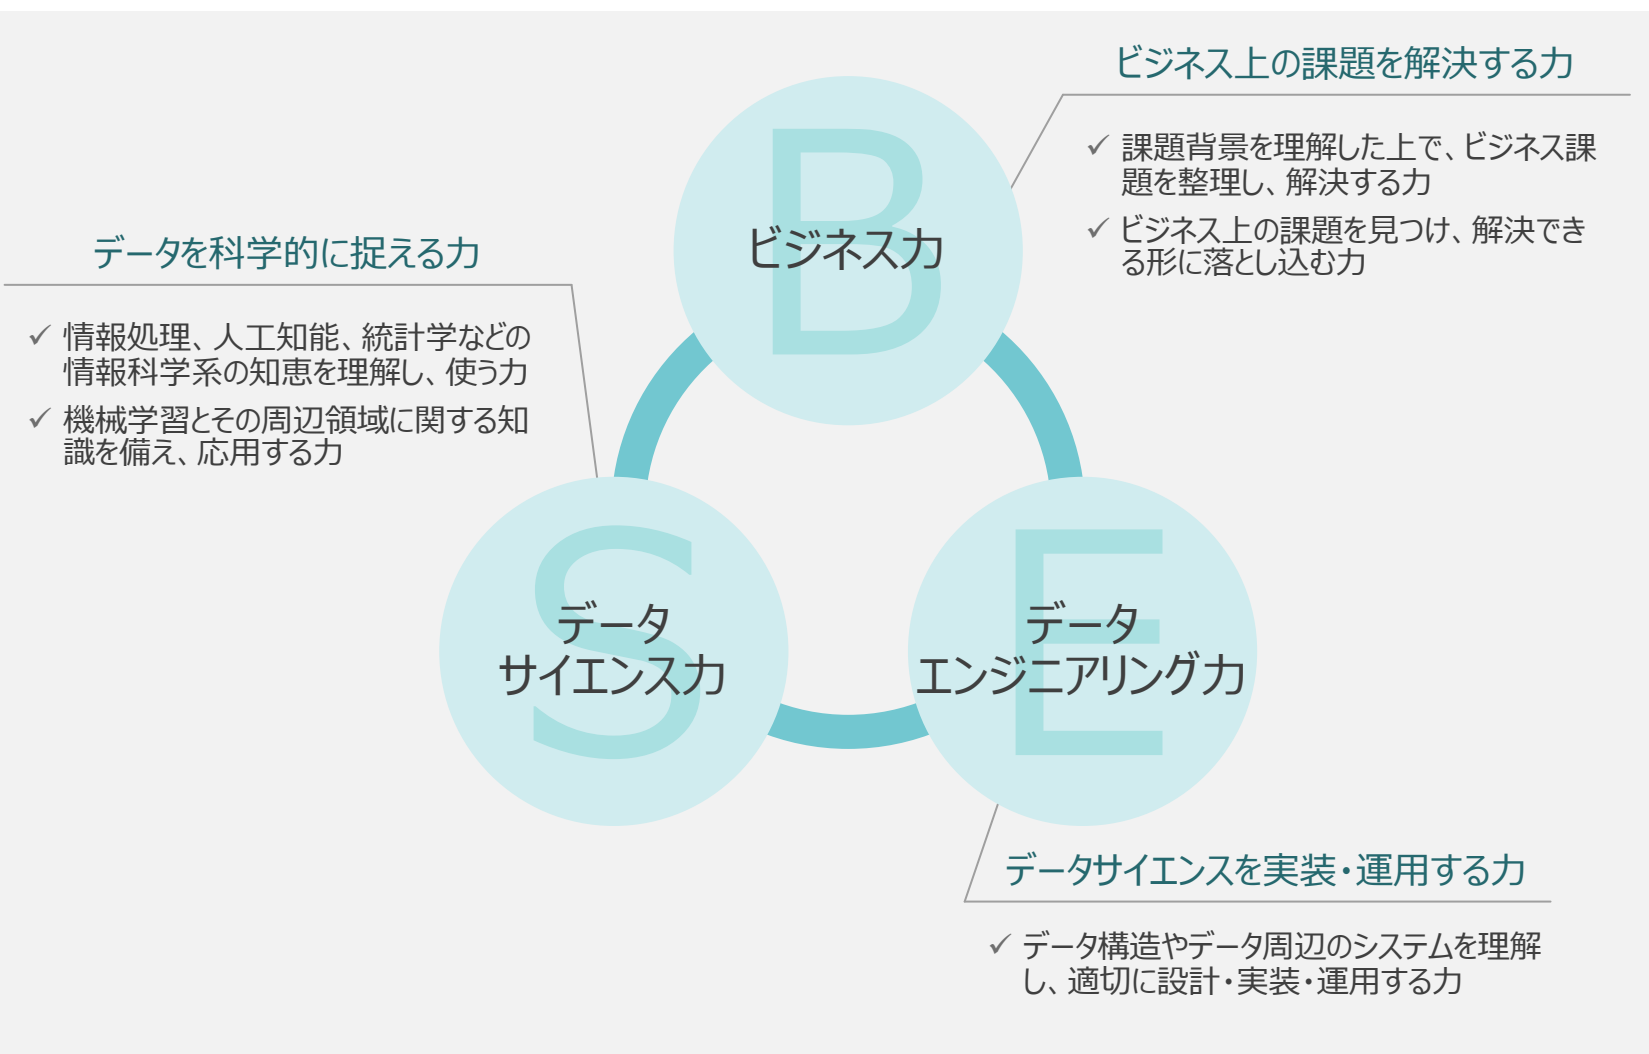 ビジネス上の課題を解決する力
✓ 課題背景を理解した上で、ビジネス課
題を整理し、解決する力
✓ ビジネス上の課題を見つけ、解決でき
る形に落とし込む力
B
ビジネス力
データを科学的に捉える力
✓ 情報処理、人工知能、統計学などの
情報科学系の知恵を理解し、使う力
✓ 機械学習とその周辺領域に関する知
識を備え、応用する力
S
データ
サイエンス力
E
データ
エンジニアリング力
データサイエンスを実装・運用する力
✓ データ構造やデータ周辺のシステムを理解
し、適切に設計・実装・運用する力